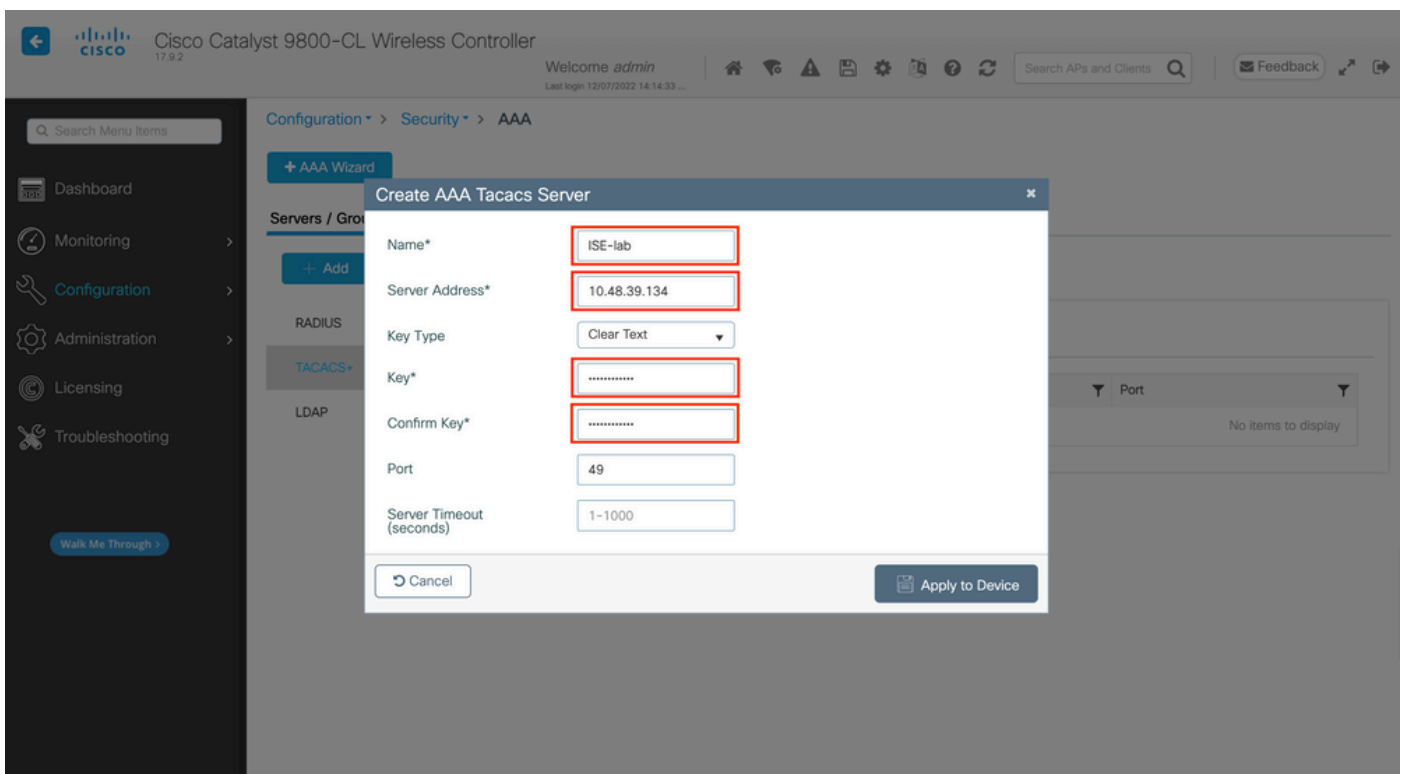 CISCO
Cisco Catalyst 9800-CL Wireless Controller
17.9.2
Welcome admin
Last login 12/07/2022 14:14:33 ...
Search APs and Clients
Feedback
Search Menu Items
Dashboard
Monitoring
Configuration
Administration
Licensing
Troubleshooting
Walk Me Through >
Configuration > Security > AAA
+ AAA Wizard
Servers / Grou
+ Add
RADIUS
TACACS+
LDAP
Port
No items to display
Create AAA Tacacs Server
Name*
ISE-lab
Server Address*
10.48.39.134
Key Type
Clear Text
Key*
············
Confirm Key*
············
Port
49
Server Timeout
(seconds)
1-1000
Cancel
Apply to Device